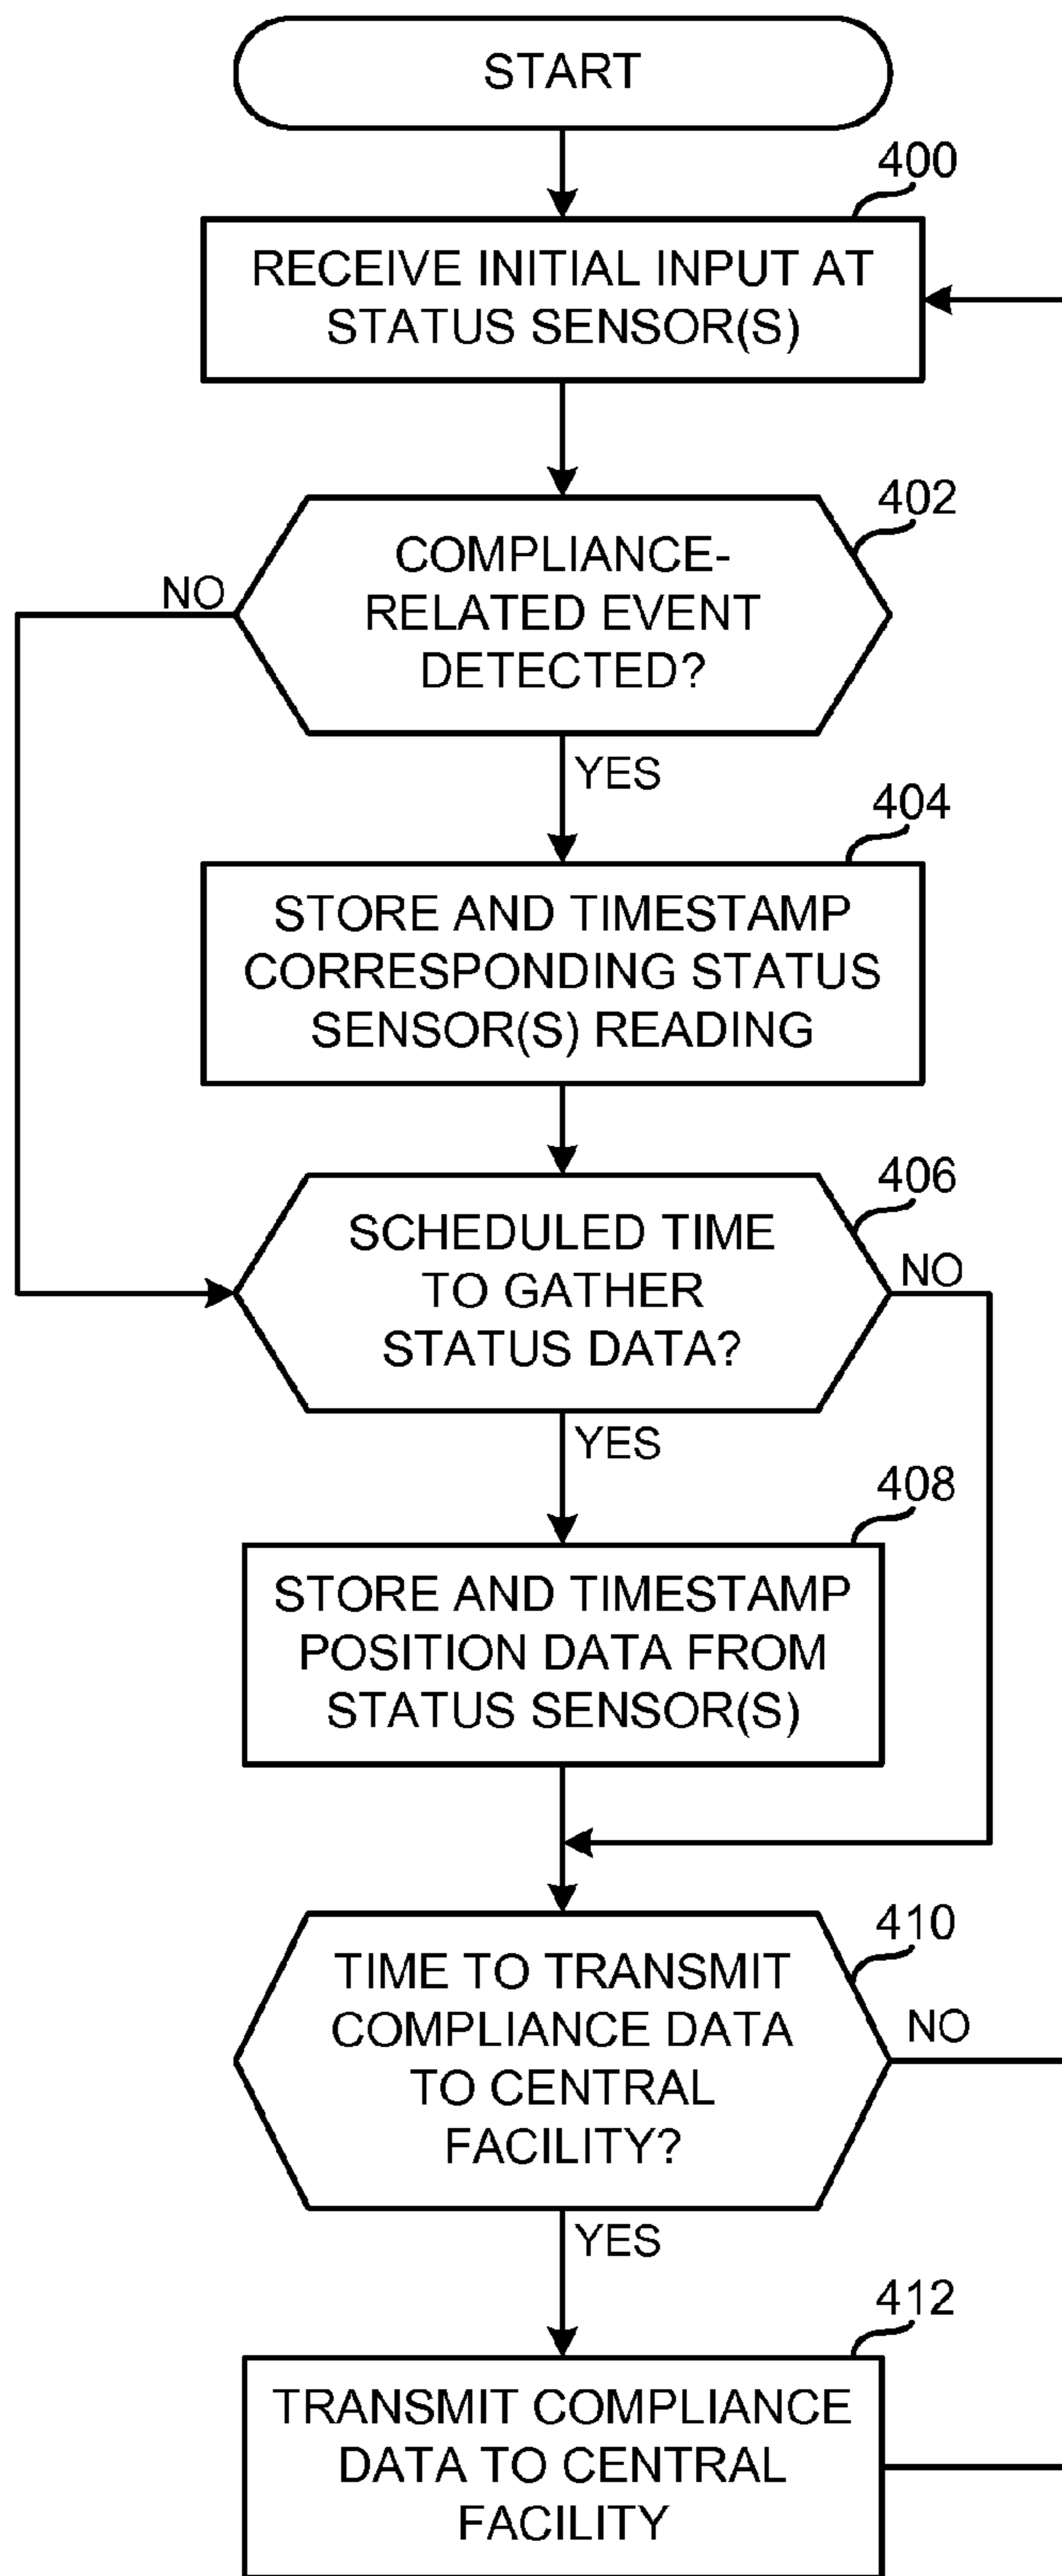 START
400
RECEIVE INITIAL INPUT AT
STATUS SENSOR(S)
402
COMPLIANCE-
RELATED EVENT
DETECTED?
NO
YES
404
STORE AND TIMESTAMP
CORRESPONDING STATUS
SENSOR(S) READING
406
SCHEDULED TIME
TO GATHER
STATUS DATA?
NO
YES
408
STORE AND TIMESTAMP
POSITION DATA FROM
STATUS SENSOR(S)
410
TIME TO TRANSMIT
COMPLIANCE DATA
TO CENTRAL
FACILITY?
NO
YES
412
TRANSMIT COMPLIANCE
DATA TO CENTRAL
FACILITY